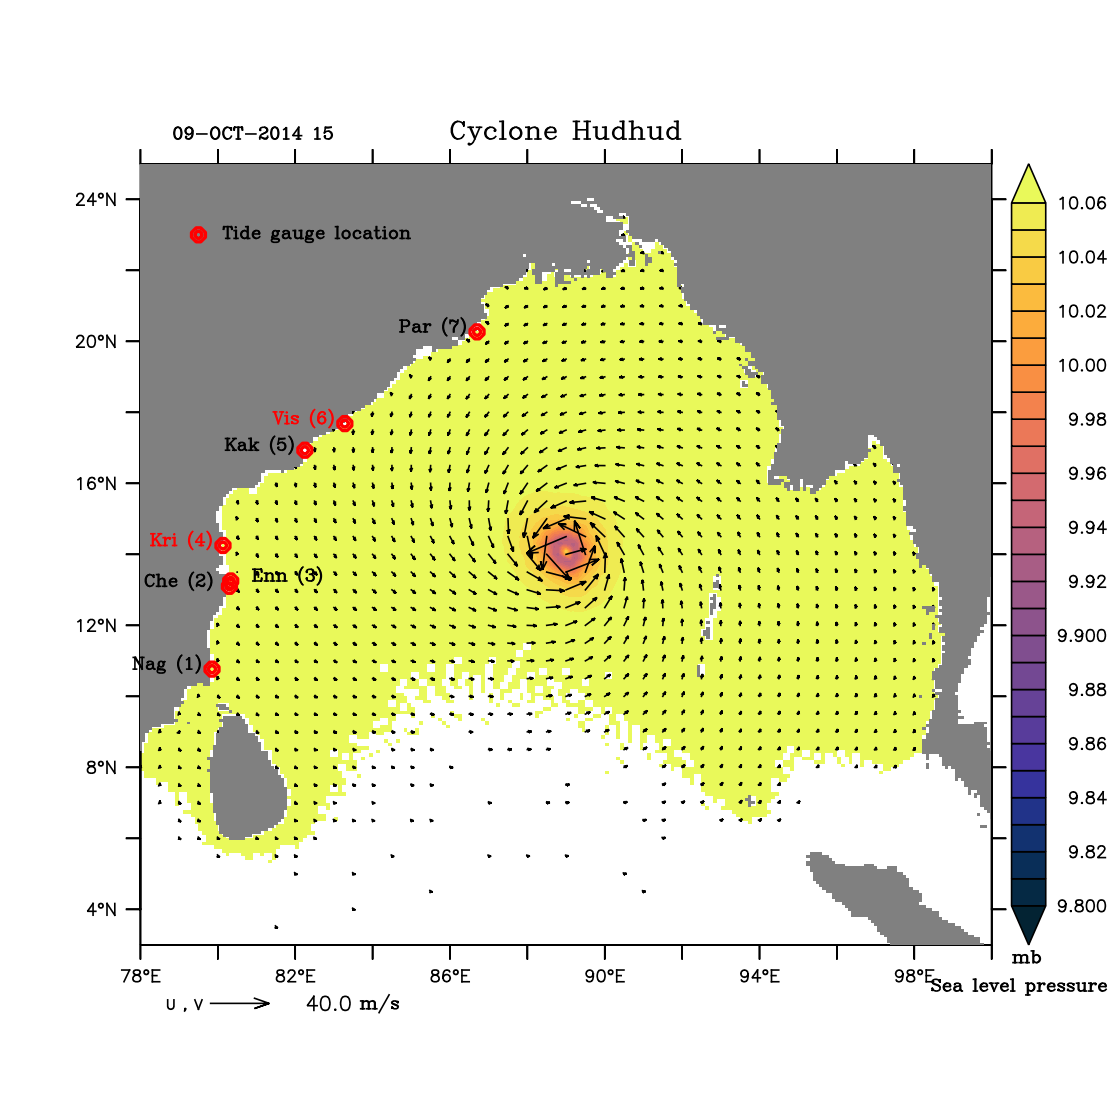 09-OCT-2014 15
Cyclone Hudhud
24°N
20°N
16°N
12°N
8°N
4°N
Tide gauge location
Par (7)
Vis (6)
Kak (5)
Kri (4)
Che (2)
Enn (3)
Nag (1)
10.06
10.04
10.02
10.00
9.98
9.96
9.94
9.92
9.900
9.88
9.86
9.84
9.82
9.800
mb
Sea level pressure
78°E
82°E
86°E
90°E
94°E
98°E
U , V
40.0 m/s